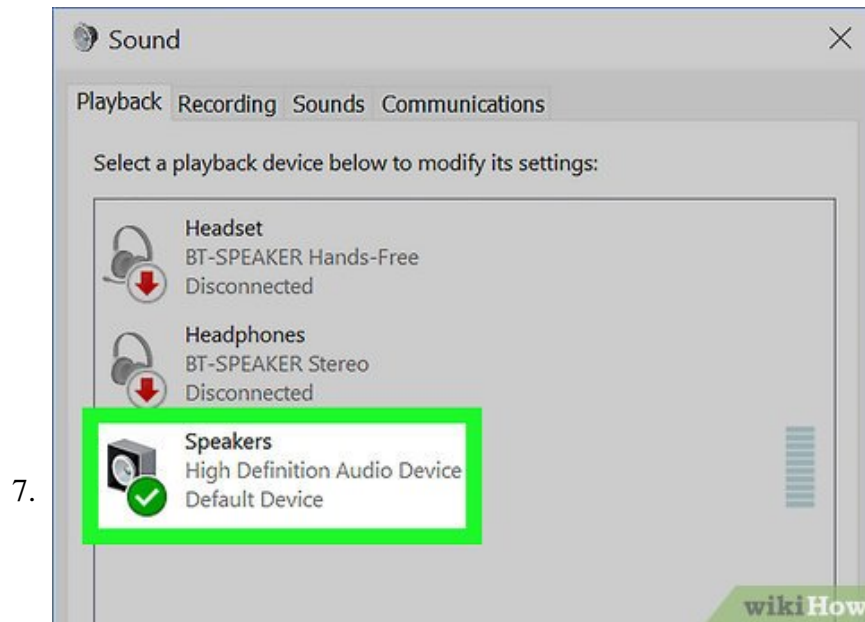 Sound
Playback Recording Sounds Communications
Select a playback device below to modify its settings:
Headset
BT-SPEAKER Hands-Free
Disconnected
Headphones
BT-SPEAKER Stereo
Disconnected
Speakers
High Definition Audio Device
Default Device
7.
wikiHow